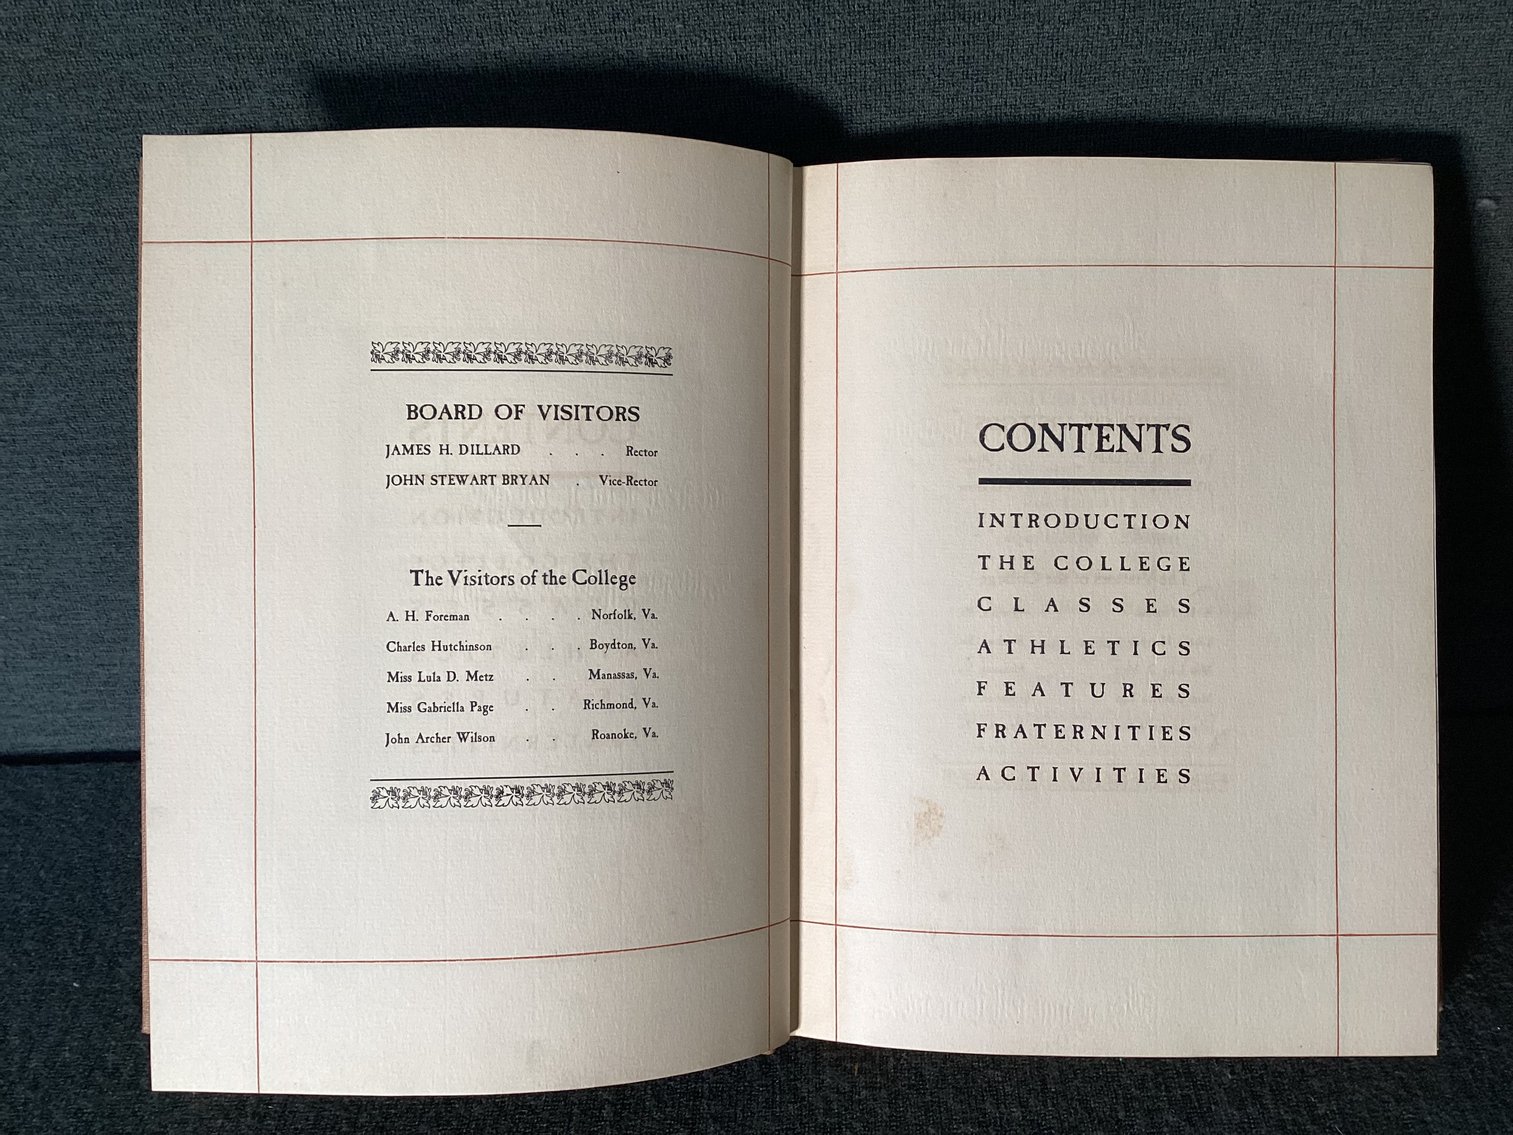 BOARD OF VISITORS
JAMES H. DILLARD . . . Rector
JOHN STEWART BRYAN . Vice-Rector
The Visitors of the College
A. H. Foreman . . . . Norfolk, Va.
Charles Hutchinson . . . Boydton, Va.
Miss Lula D. Metz . . Manassas, Va.
Miss Gabriella Page . . Richmond, Va.
John Archer Wilson . Roanoke, Va.
CONTENTS
INTRODUCTION
THE COLLEGE
CLASSES
ATHLETICS
FEATURES
FRATERNITIES
ACTIVITIES